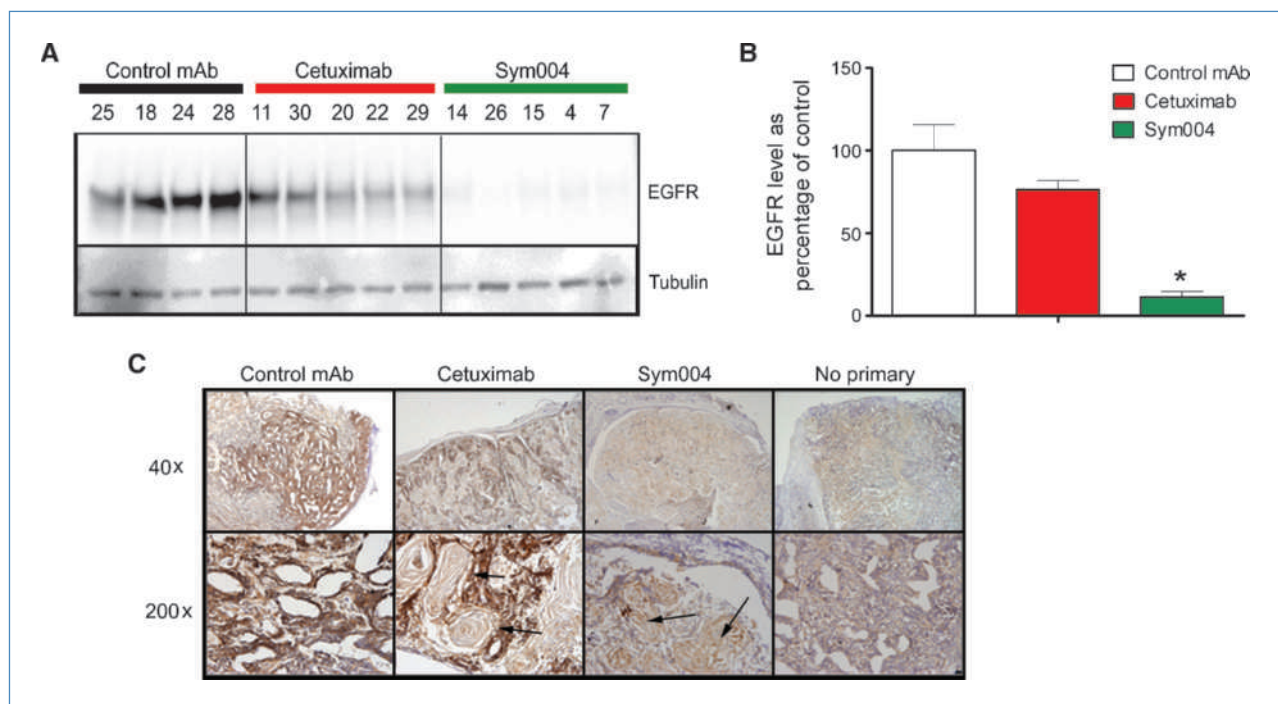 A
Control mAb Cetuximab Sym004
25 18 24 28 11 30 20 22 29 14 26 15 4 7
EGFR
Tubulin
B
EGFR level as
percentage of control
150
100
50
0
*
Control mAb
Cetuximab
Sym004
C
Control mAb Cetuximab Sym004 No primary
40x
200x